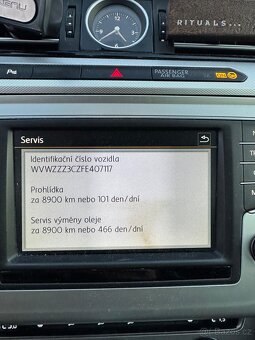 RITUALS...
PASSENGER
AIR BAG
Servis
Identifikační číslo vozidla
WVWZZZ3CZFE407117
Prohlídka
za 8900 km nebo 101 den/dní
Servis výměny oleje
za 8900 km nebo 466 den/dní